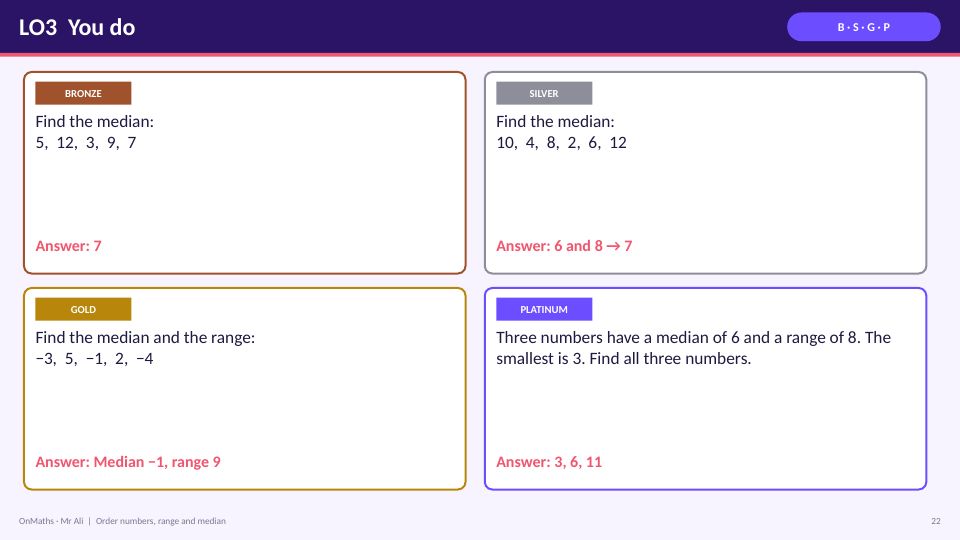 LO3  You do
B · S · G · P
BRONZE
Find the median:
5,  12,  3,  9,  7
Answer: 7
SILVER
Find the median:
10,  4,  8,  2,  6,  12
Answer: 6 and 8 → 7
GOLD
Find the median and the range:
−3,  5,  −1,  2,  −4
Answer: Median −1, range 9
PLATINUM
Three numbers have a median of 6 and a range of 8. The
smallest is 3. Find all three numbers.
Answer: 3, 6, 11
OnMaths · Mr Ali  |  Order numbers, range and median
22